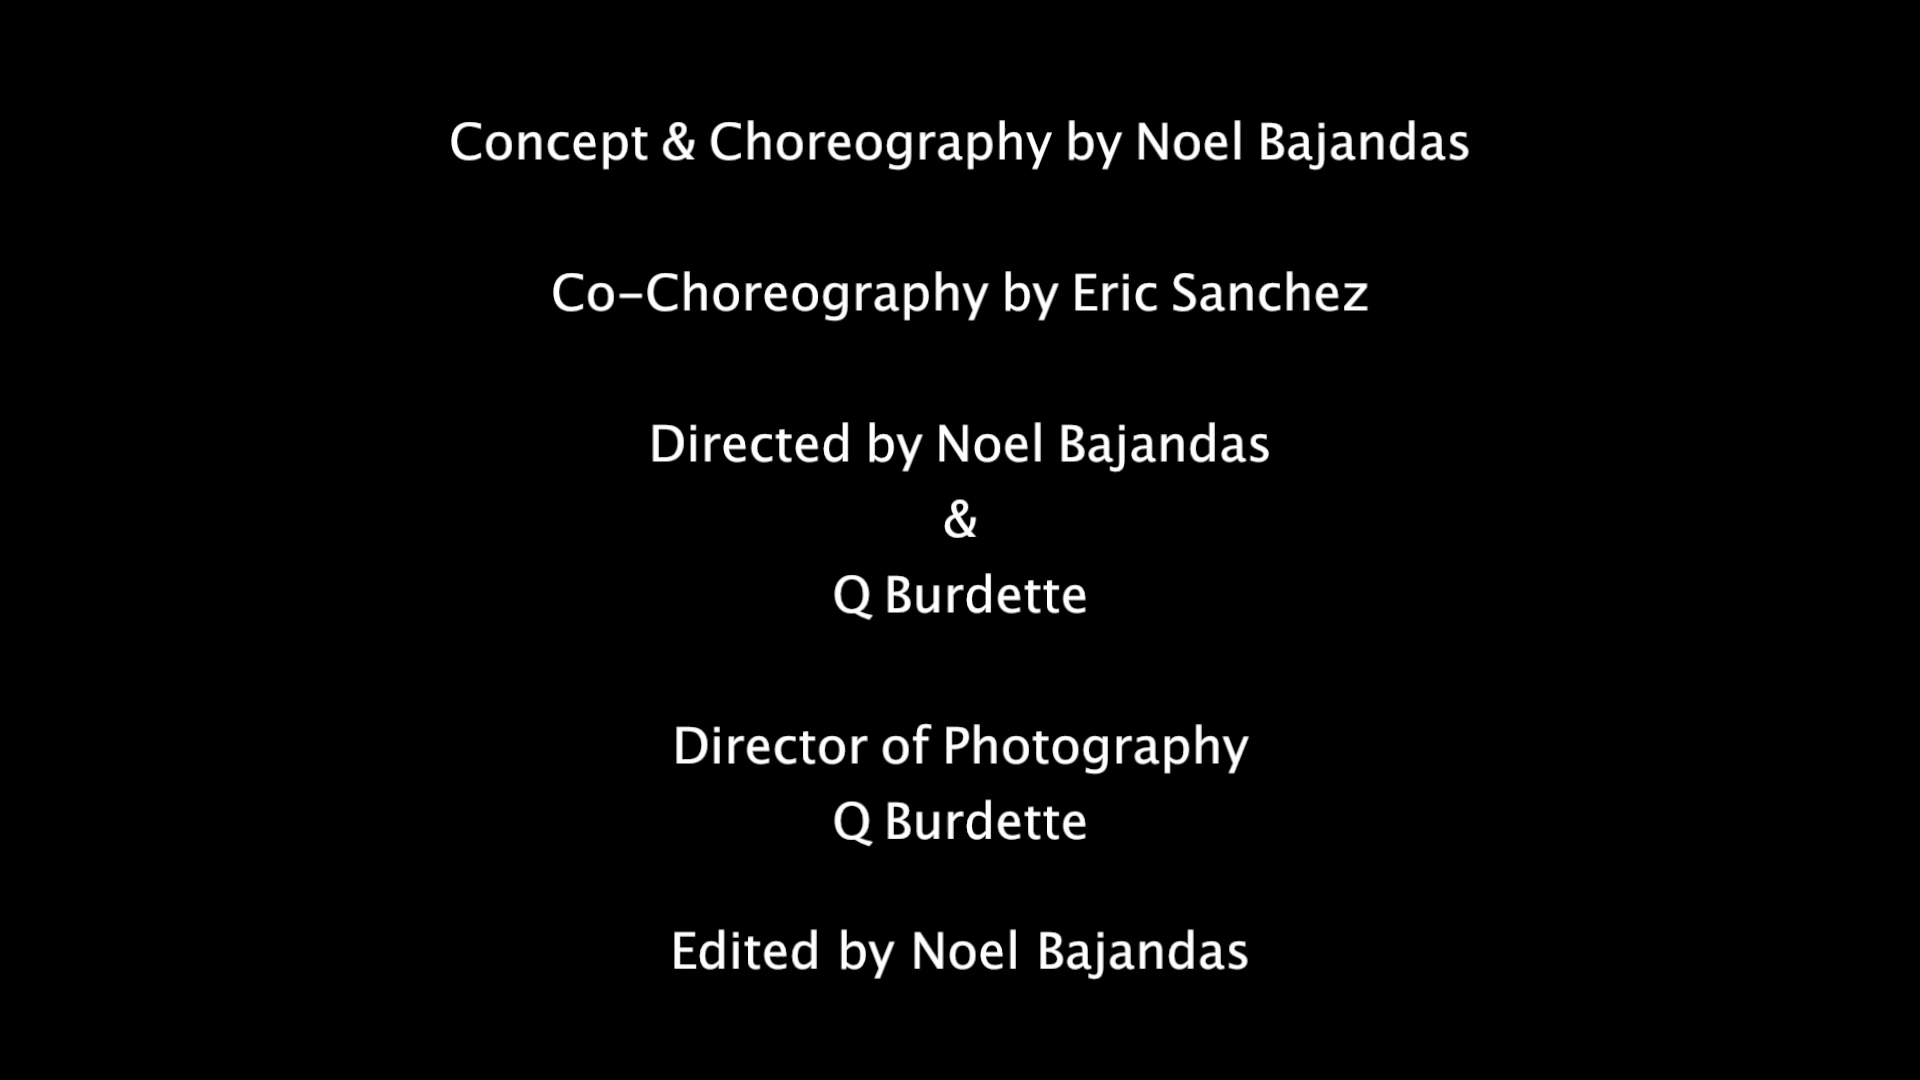 Concept & Choreography by Noel Bajandas
Co-Choreography by Eric Sanchez
Directed by Noel Bajandas
&
Q Burdette
Director of Photography
Q Burdette
Edited by Noel Bajandas